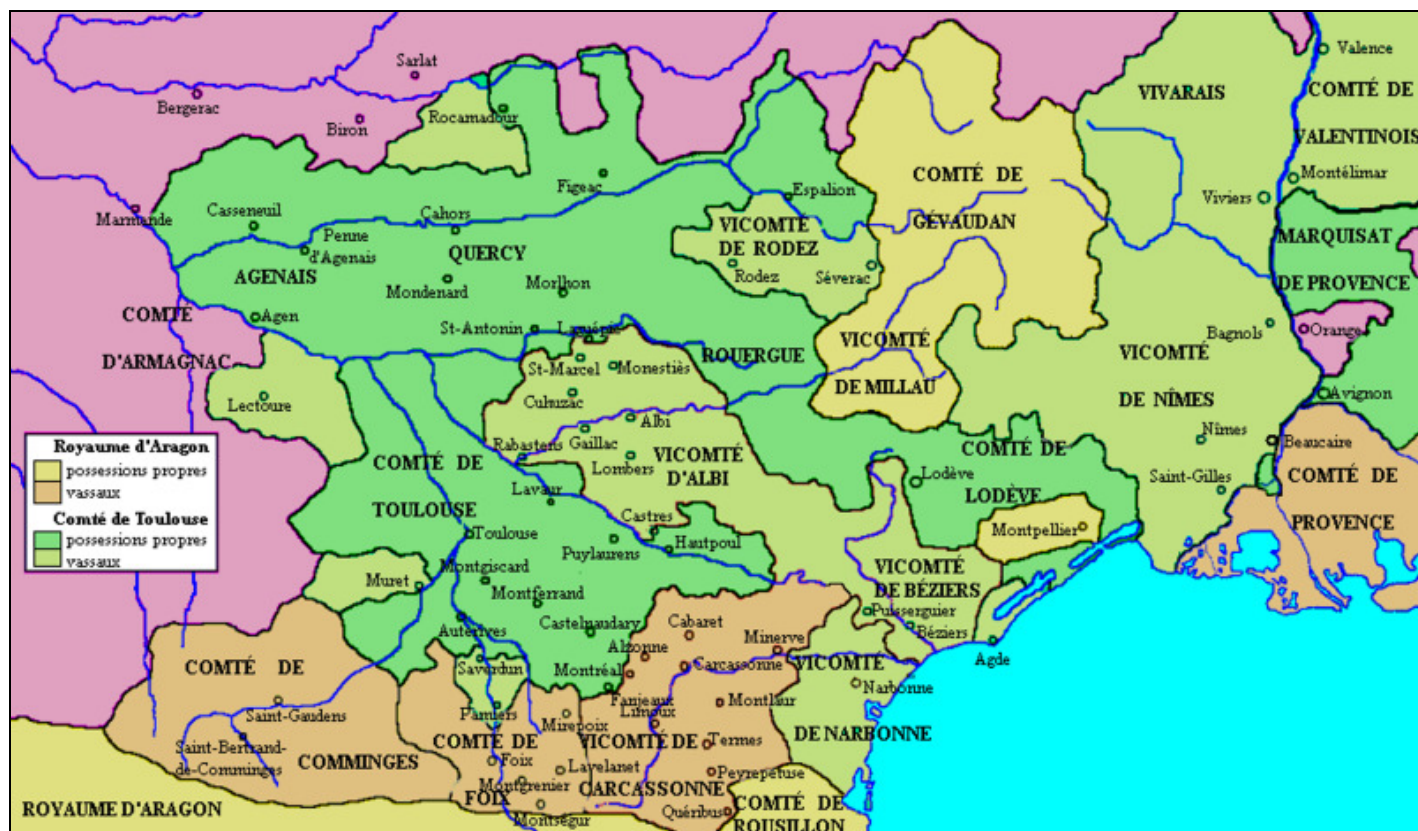 Sarlat
Valence
Bergerac
Biron
Rocamadour
VIVARAIS
COMTÉ DE
VALENTINOIS
Figeac
Espalion
COMTÉ DE
GÉVAUDAN
Montélimar
Viviers
Marmande
Casseneuil
Cahors
Penne
d'Agenais
VICOMTÉ
DE RODEZ
QUERCY
AGENAIS
Rodez
Séverac
MARQUISAT
DE PROVENCE
Mondenard
Morlhon
COMTÉ
D'ARMAGNAC
Agen
St-Antonin
Laguépie
ROUERGUE
VICOMTÉ
DE MILLAU
Bagnols
Orange
VICOMTÉ
DE NÎMES
St-Marcel
Monestiès
Cuhuzac
Lectoure
Avignon
Albi
Gaillac
Rabastens
Lombers
VICOMTÉ
D'ALBI
COMTÉ DE
LODÈVE
Lodève
Nîmes
Beaucaire
Saint-Gilles
COMTÉ DE
PROVENCE
Royaume d'Aragon
possessions propres
vassaux
Comté de Toulouse
possessions propres
vassaux
COMTÉ DE
TOULOUSE
Lavaur
Castres
Toulouse
Puylaurens
Hautpoul
Montpellier
Muret
Montgiscard
Montferrand
VICOMTÉ
DE BÉZIERS
Puisserguier
Béziers
Agde
Auterives
Castelnaudary
Cabaret
Minerve
Alzonne
Saverdun
Montréal
Carcassonne
VICOMTÉ
DE NARBONNE
Narbonne
COMTÉ DE
COMMINGES
Saint-Gaudens
Saint-Bertrand-
de-Comminges
Fanjeaux
Limoux
Montlaur
Pamiers
Mirepoix
COMTÉ DE
FOIX
VICOMTÉ DE
CARCASSONNE
Termes
Foix
Lavelanet
Peyrepetuse
Montgrenier
Montségur
Quéribus
ROYAUME D'ARAGON
COMTÉ DE
ROUSILLON